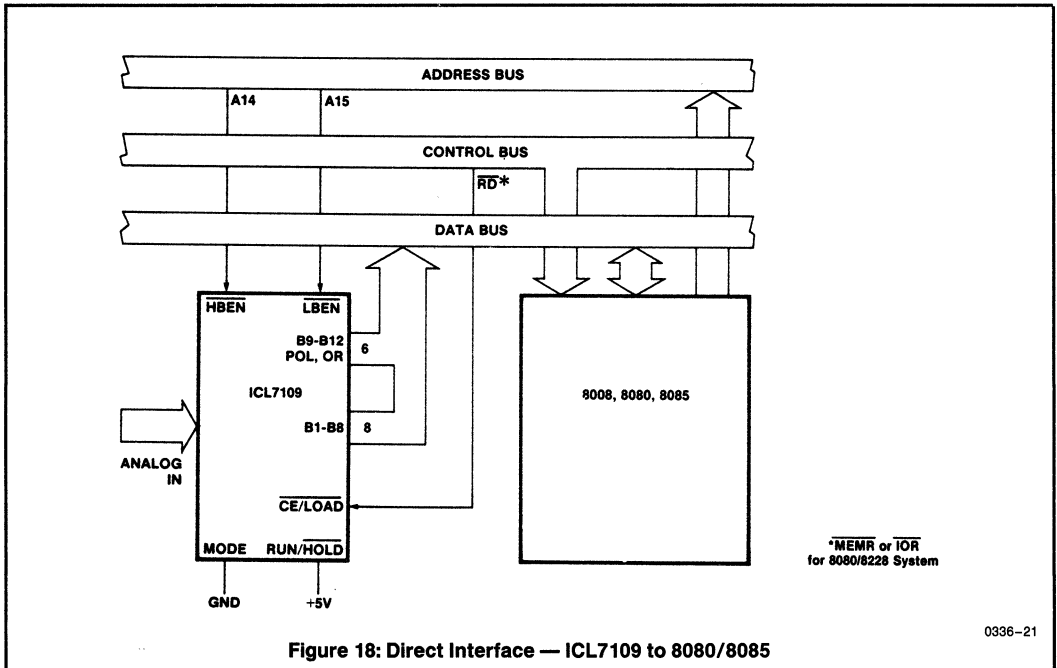 ADDRESS BUS
A14
A15
CONTROL BUS
RD*
DATA BUS
HBEN
LBEN
B9-B12
POL, OR
6
ICL7109
8008, 8080, 8085
B1-B8
8
ANALOG
IN
CE/LOAD
*MEMR or IOR
for 8080/8228 System
MODE
RUN/HOLD
GND
+5V
0336–21
Figure 18: Direct Interface — ICL7109 to 8080/8085